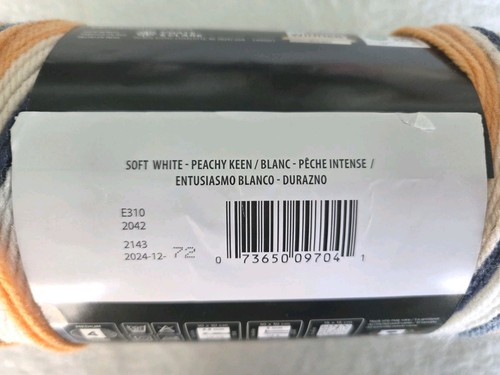 SOFT WHITE - PEACHY KEEN / BLANC - PÊCHE INTENSE /
ENTUSIASMO BLANCO - DURAZNO
E310
2042
2143
2024-12- 72
0 73650 09704 1
4